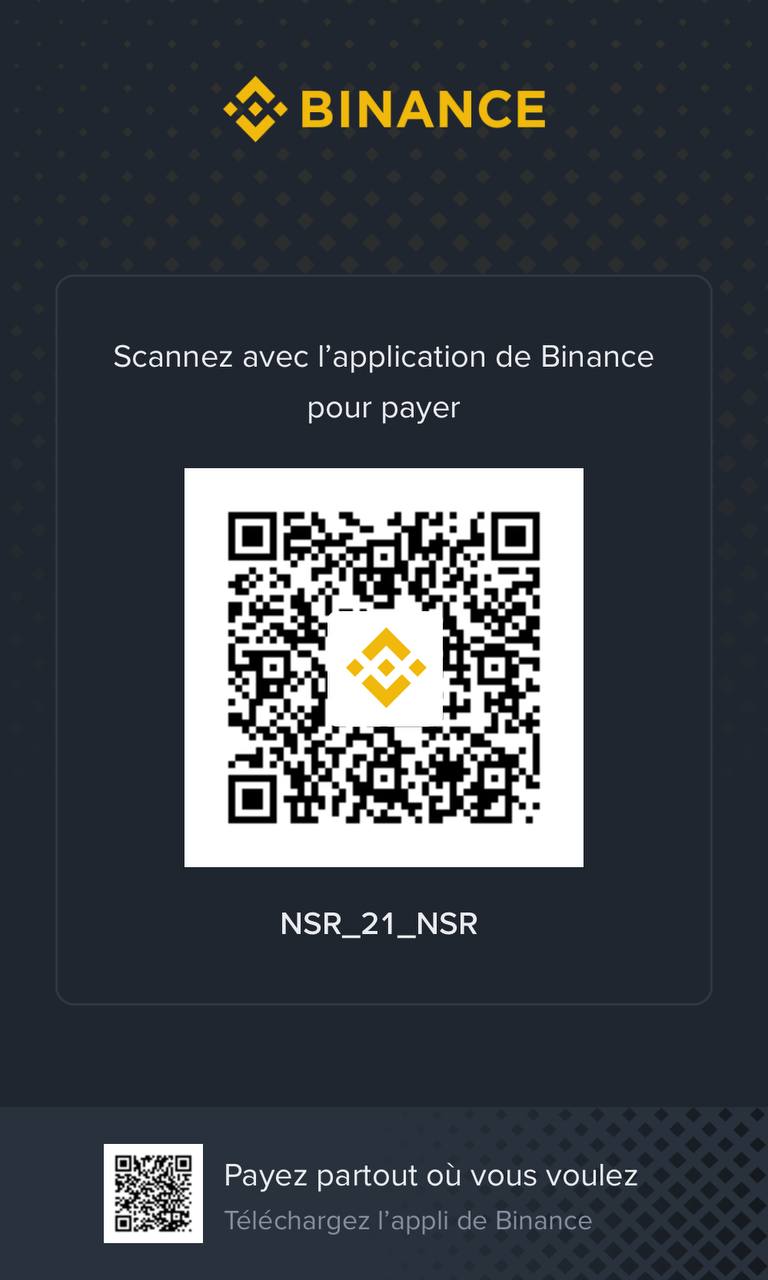 BINANCE
Scannez avec l’application de Binance
pour payer
NSR_21_NSR
Payez partout où vous voulez
Téléchargez l’appli de Binance